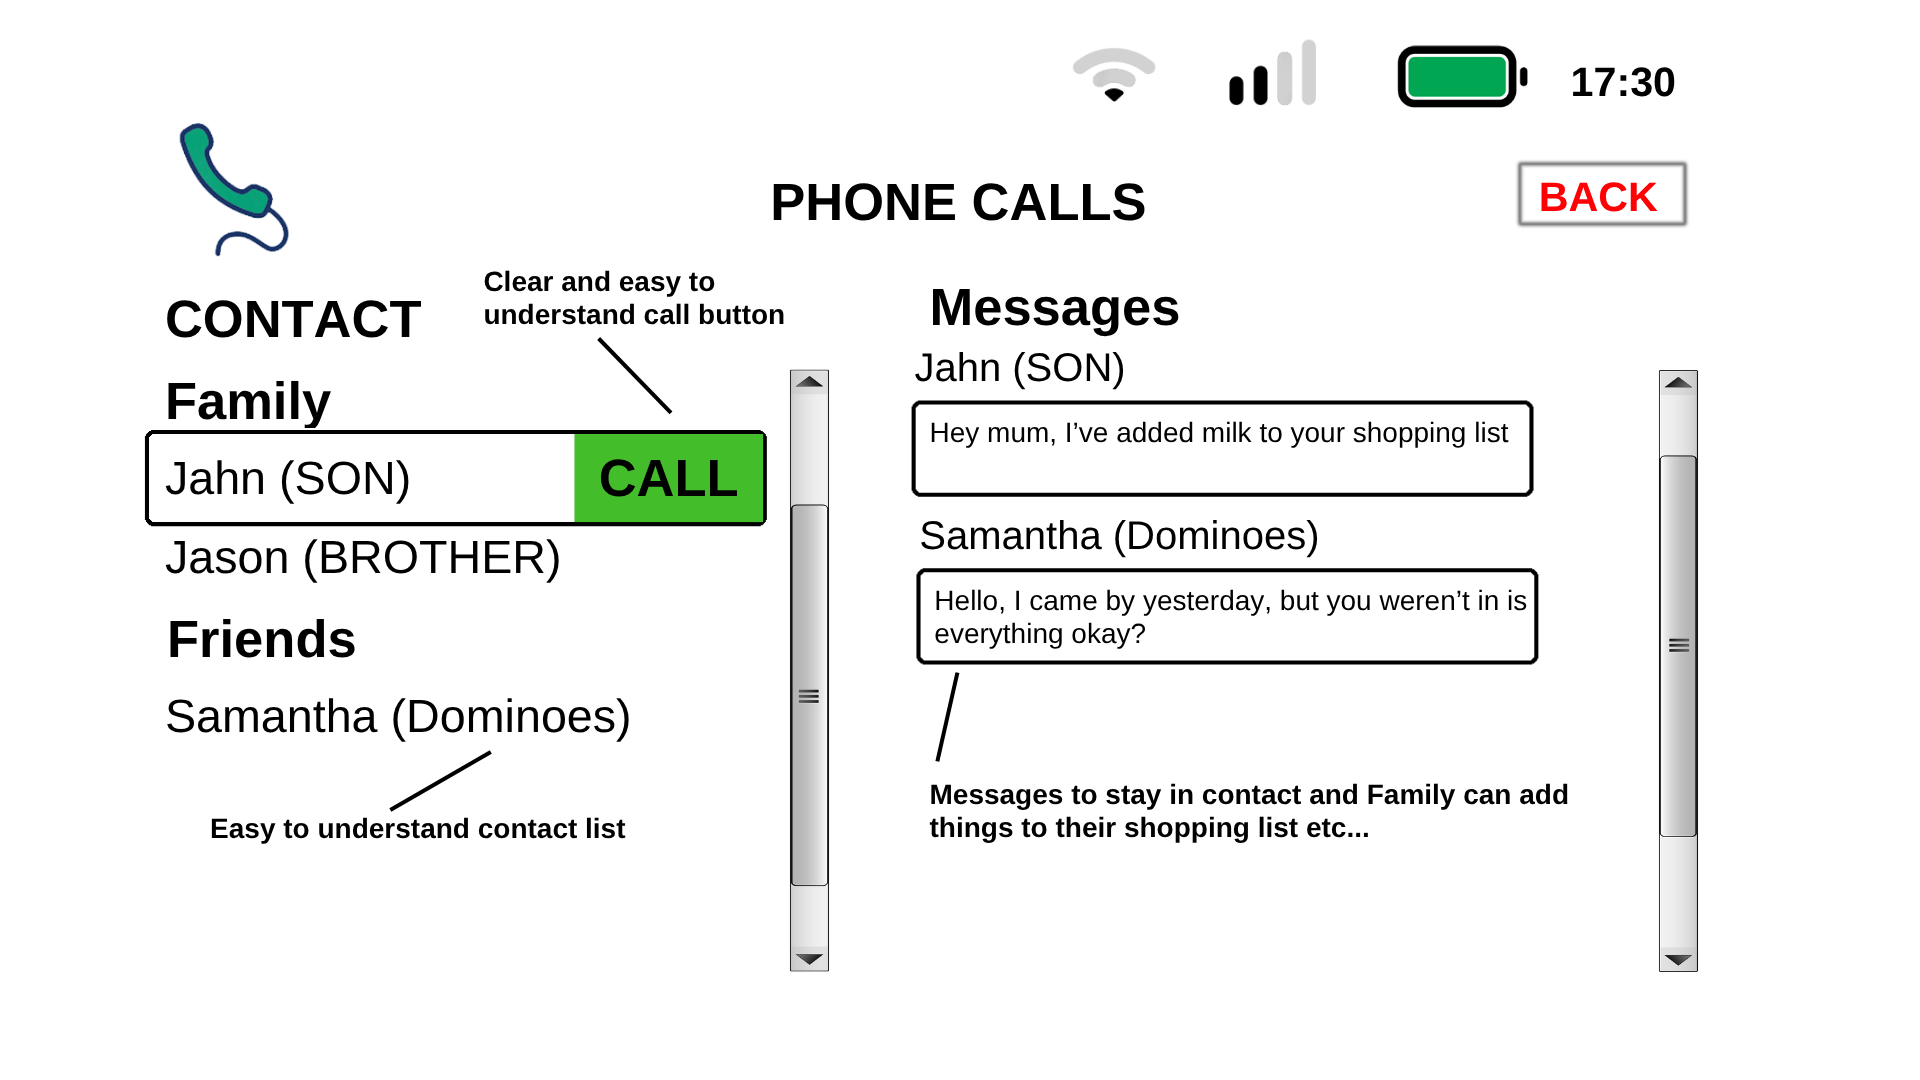 17:30
PHONE CALLS
BACK
CONTACT
Clear and easy to
understand call button
Family
Jahn (SON)
CALL
Jason (BROTHER)
Friends
Samantha (Dominoes)
Easy to understand contact list
Messages
Jahn (SON)
Hey mum, I’ve added milk to your shopping list
Samantha (Dominoes)
Hello, I came by yesterday, but you weren’t in is
everything okay?
Messages to stay in contact and Family can add
things to their shopping list etc...